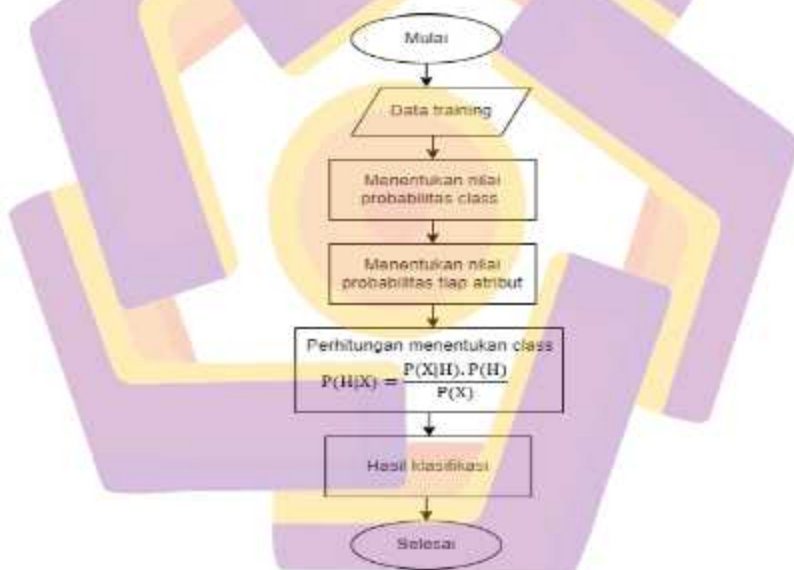 Mulai
Data training
Menentukan nilai
probabilitas class
Menentukan nilai
probabilitas tiap atribut
Perhitungan menentukan class
P(H|X) = P(X|H). P(H)
P(X)
Hasil klasifikasi
Selesai